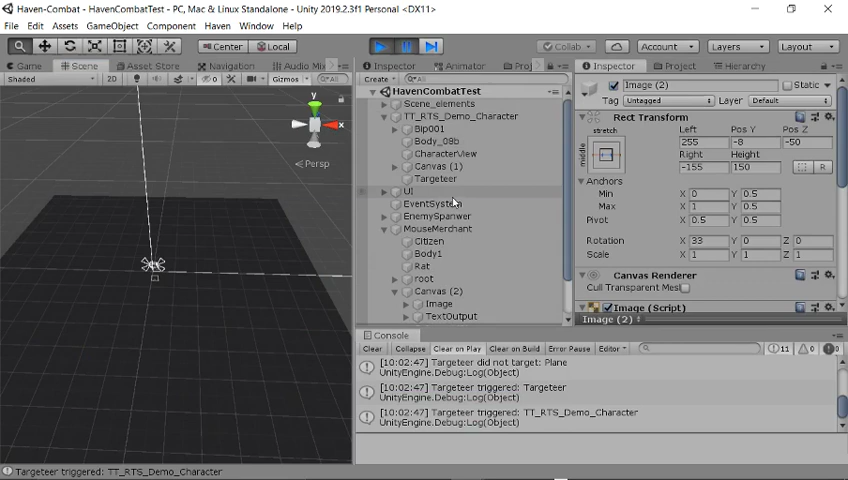 Haven-Combat - HavenCombatTest - PC, Mac & Linux Standalone - Unity 2019.2.3f1 Personal <DX11>
File Edit Assets GameObject Component Haven Window Help
Center Local Collab Account Layers Layout
Game Scene Asset Store Navigation Audio Mix Inspector Animator Proj Inspector Project Hierarchy
Shaded 2D 0 Gizmos All Create All Image (2) Static
HavenCombatTest Tag Untagged Layer Default
Scene_elements
TT_RTS_Demo_Character Rect Transform
Bip001 stretch Left Pos Y Pos Z
Body_08b middle 255 -8 -50
CharacterView Right Height
Canvas (1) -155 150 R
Targeteer Anchors
UI Min X 0 Y 0.5
EventSystem Max X 1 Y 0.5
EnemySpanwer Pivot X 0.5 Y 0.5
MouseMerchant
Citizen Rotation X 33 Y 0 Z 0
Body1 Scale X 1 Y 1 Z 1
Rat Canvas Renderer
root Cull Transparent Mesh
Canvas (2)
Image Image (Script)
TextOutput Image (2)
y
x
Persp
Console
Clear Collapse Clear on Play Clear on Build Error Pause Editor 11 0 0
[10:02:47] Targeteer did not target: Plane
UnityEngine.Debug:Log(Object)
[10:02:47] Targeteer triggered: Targeteer
UnityEngine.Debug:Log(Object)
[10:02:47] Targeteer triggered: TT_RTS_Demo_Character
UnityEngine.Debug:Log(Object)
Targeteer triggered: TT_RTS_Demo_Character